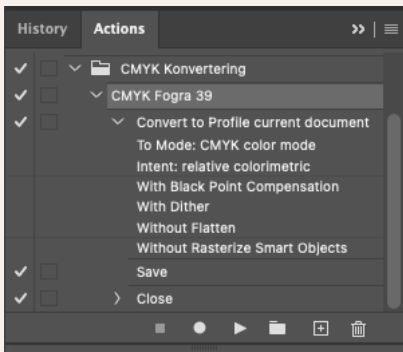 History Actions
CMYK Konvertering
CMYK Fogra 39
Convert to Profile current document
To Mode: CMYK color mode
Intent: relative colorimetric
With Black Point Compensation
With Dither
Without Flatten
Without Rasterize Smart Objects
Save
Close